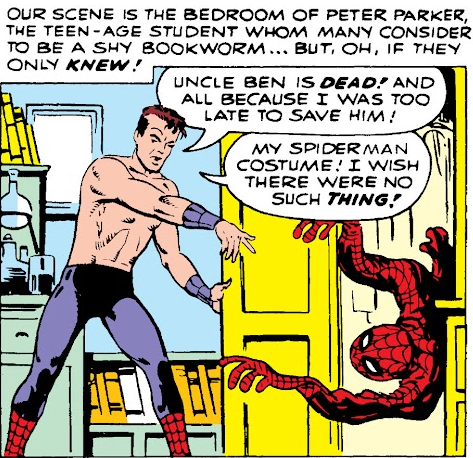 OUR SCENE IS THE BEDROOM OF PETER PARKER,
THE TEEN-AGE STUDENT WHOM MANY CONSIDER
TO BE A SHY BOOKWORM... BUT, OH, IF THEY
ONLY KNEW!
UNCLE BEN IS DEAD! AND
ALL BECAUSE I WAS TOO
LATE TO SAVE HIM!
MY SPIDERMAN
COSTUME! I WISH
THERE WERE NO
SUCH THING!